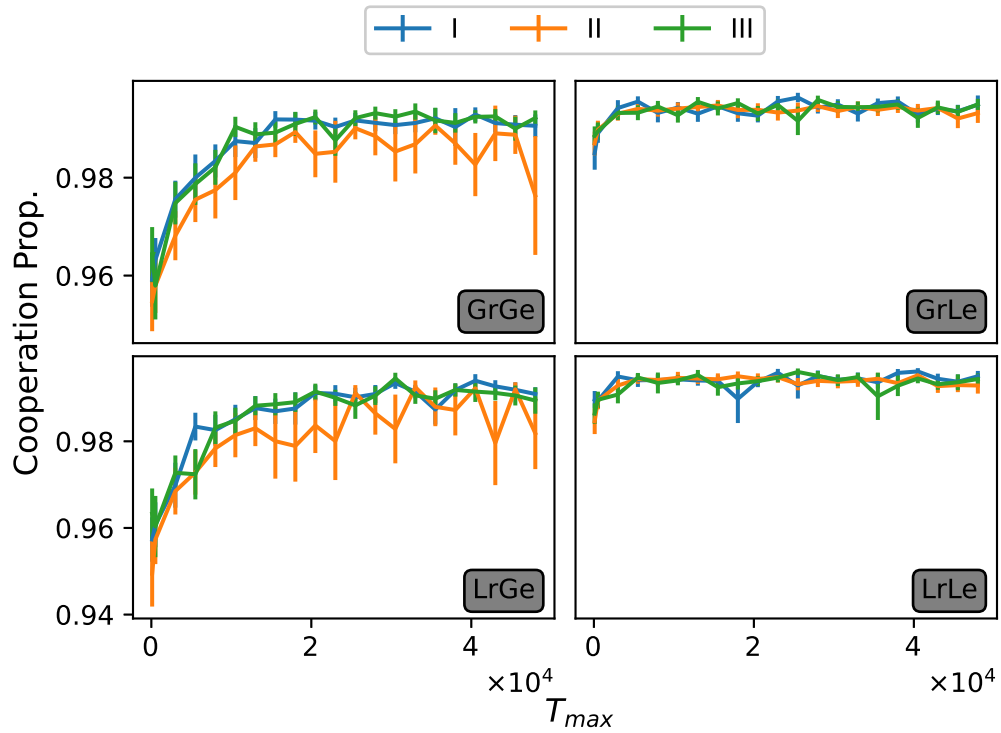 I II III
0.98
0.96
GrGe
GrLe
Cooperation Prop.
0.98
0.96
0.94
LrGe
LrLe
0 2 4
0 2 4
×10⁴
×10⁴
Tmax